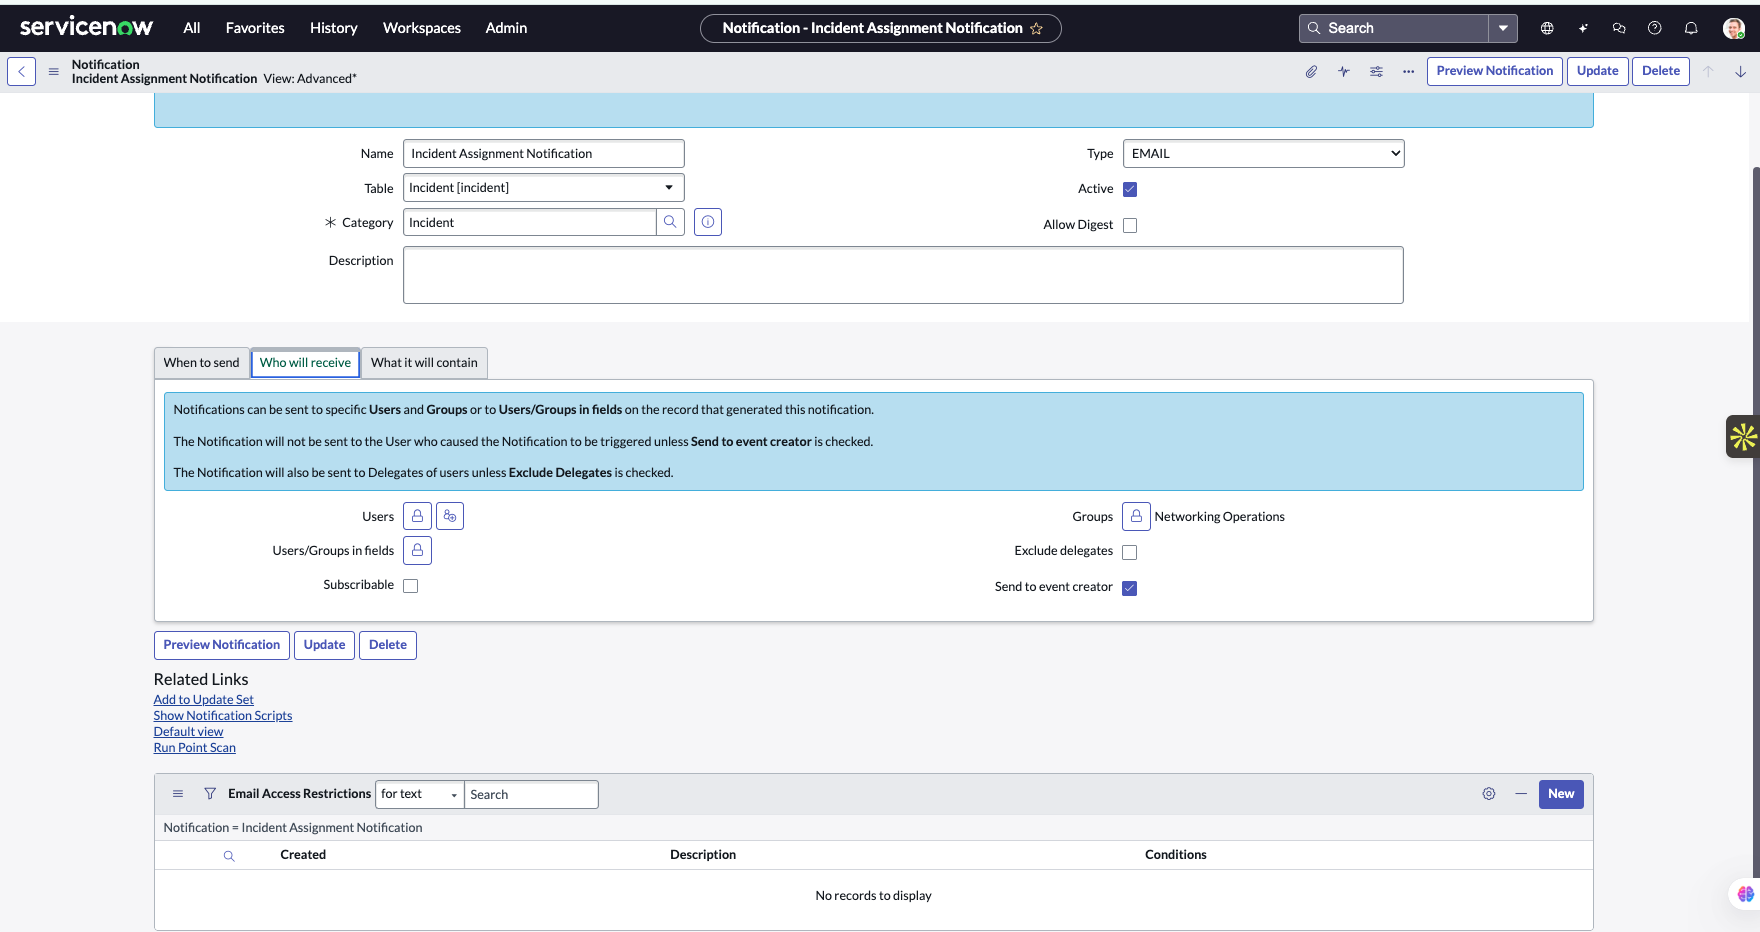 servicenow
All
Favorites
History
Workspaces
Admin
Notification - Incident Assignment Notification
Search
Notification
Incident Assignment Notification View: Advanced*
Preview Notification
Update
Delete
Name
Incident Assignment Notification
Type
EMAIL
Table
Incident [incident]
Active
Category
Incident
Allow Digest
Description
When to send
Who will receive
What it will contain
Notifications can be sent to specific Users and Groups or to Users/Groups in fields on the record that generated this notification.
The Notification will not be sent to the User who caused the Notification to be triggered unless Send to event creator is checked.
The Notification will also be sent to Delegates of users unless Exclude Delegates is checked.
Users
Groups
Networking Operations
Users/Groups in fields
Exclude delegates
Subscribable
Send to event creator
Preview Notification
Update
Delete
Related Links
Add to Update Set
Show Notification Scripts
Default view
Run Point Scan
Email Access Restrictions
for text
Search
New
Notification = Incident Assignment Notification
Created
Description
Conditions
No records to display